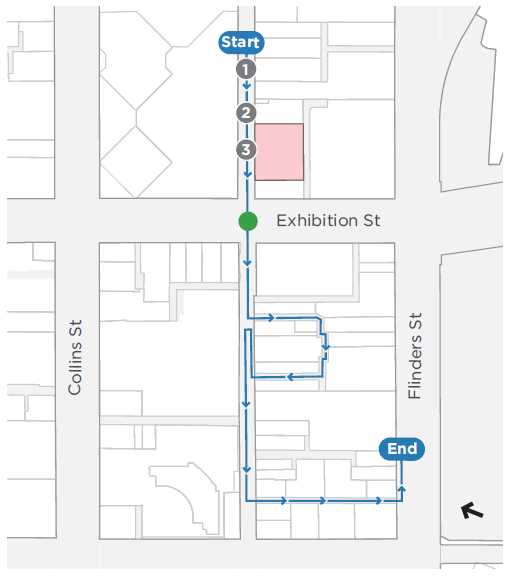 Start
1
2
3
Exhibition St
Collins St
Flinders St
End